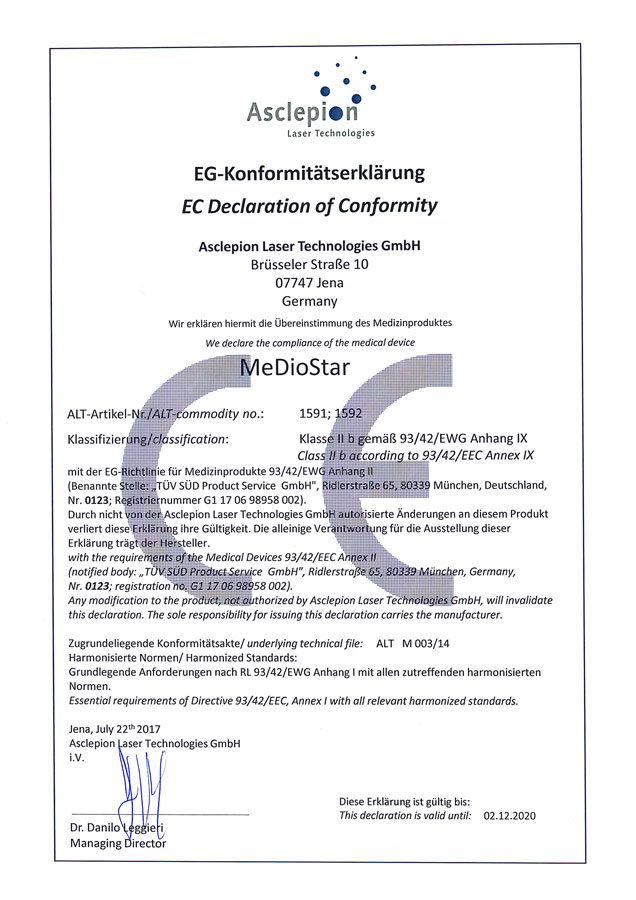 Asclepion
Laser Technologies
EG-Konformitätserklärung
EC Declaration of Conformity
Asclepion Laser Technologies GmbH
Brüsseler Straße 10
07747 Jena
Germany
Wir erklären hiermit die Übereinstimmung des Medizinproduktes
We declare the compliance of the medical device
MeDioStar
ALT-Artikel-Nr./ALT-commodity no.: 1591; 1592
Klassifizierung/classification: Klasse II b gemäß 93/42/EWG Anhang IX
Class II b according to 93/42/EEC Annex IX
mit der EG-Richtlinie für Medizinprodukte 93/42/EWG Anhang II
(Benannte Stelle: „TÜV SÜD Product Service GmbH", Ridlerstraße 65, 80339 München, Deutschland,
Nr. 0123; Registriernummer G1 17 06 98958 002).
Durch nicht von der Asclepion Laser Technologies GmbH autorisierte Änderungen an diesem Produkt
verliert diese Erklärung ihre Gültigkeit. Die alleinige Verantwortung für die Ausstellung dieser
Erklärung trägt der Hersteller.
with the requirements of the Medical Devices 93/42/EEC Annex II
(notified body: „TÜV SÜD Product Service GmbH", Ridlerstraße 65, 80339 München, Germany,
Nr. 0123; registration no. G1 17 06 98958 002).
Any modification to the product, not authorized by Asclepion Laser Technologies GmbH, will invalidate
this declaration. The sole responsibility for issuing this declaration carries the manufacturer.
Zugrundeliegende Konformitätsakte/ underlying technical file: ALT M 003/14
Harmonisierte Normen/ Harmonized Standards:
Grundlegende Anforderungen nach RL 93/42/EWG Anhang I mit allen zutreffenden harmonisierten
Normen.
Essential requirements of Directive 93/42/EEC, Annex I with all relevant harmonized standards.
Jena, July 22th 2017
Asclepion Laser Technologies GmbH
i.V.
Diese Erklärung ist gültig bis:
This declaration is valid until: 02.12.2020
Dr. Danilo Leggieri
Managing Director
CE